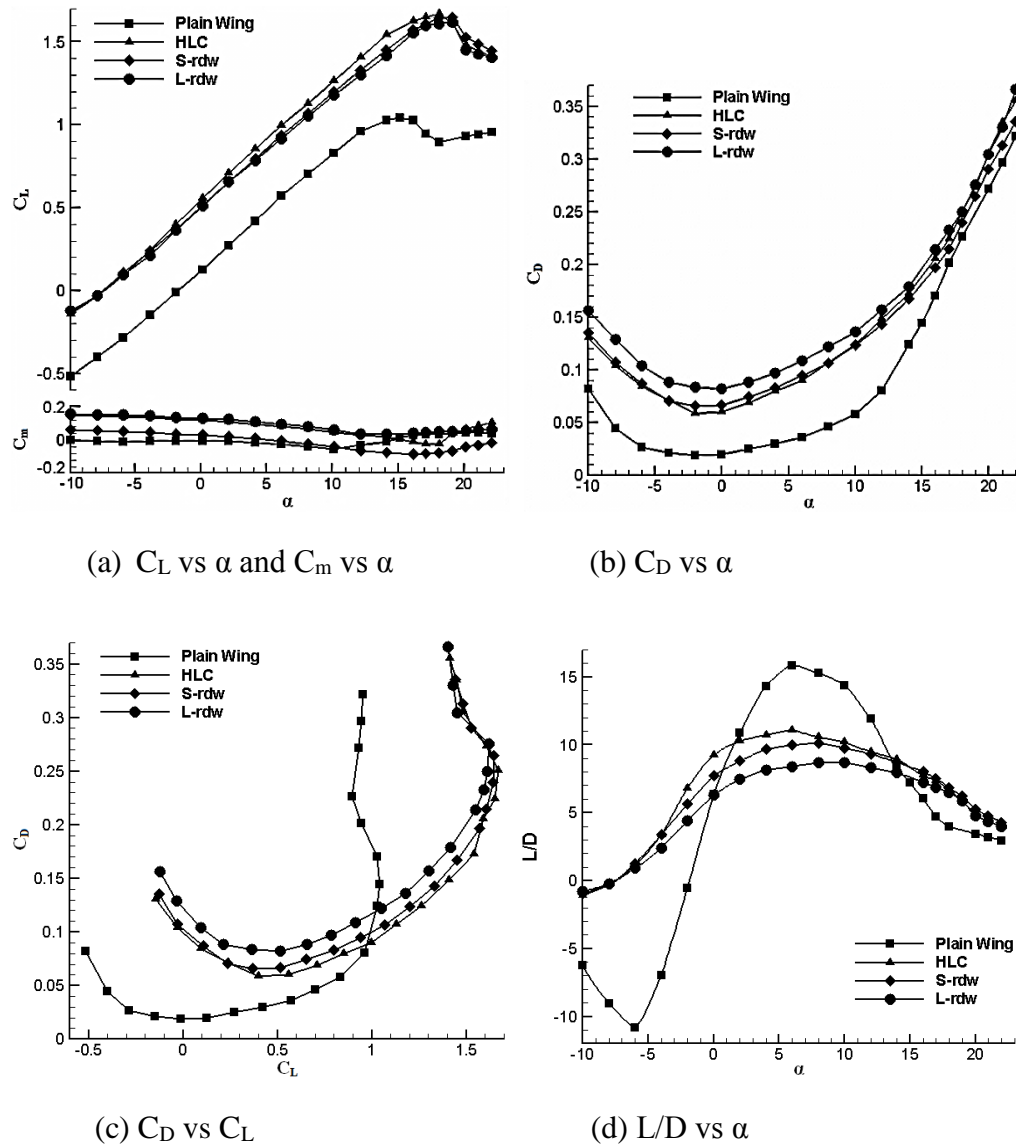 Plain Wing
HLC
S-rdw
L-rdw
1.5
1
0.5
0
-0.5
C_L
0.2
0
-0.2
C_m
-10 -5 0 5 10 15 20
α
(a) C_L vs α and C_m vs α
Plain Wing
HLC
S-rdw
L-rdw
0.35
0.3
0.25
0.2
0.15
0.1
0.05
0
C_D
-10 -5 0 5 10 15 20
α
(b) C_D vs α
Plain Wing
HLC
S-rdw
L-rdw
0.35
0.3
0.25
0.2
0.15
0.1
0.05
0
C_D
-0.5 0 0.5 1 1.5
C_L
(c) C_D vs C_L
15
10
5
0
-5
-10
L/D
Plain Wing
HLC
S-rdw
L-rdw
-10 -5 0 5 10 15 20
α
(d) L/D vs α